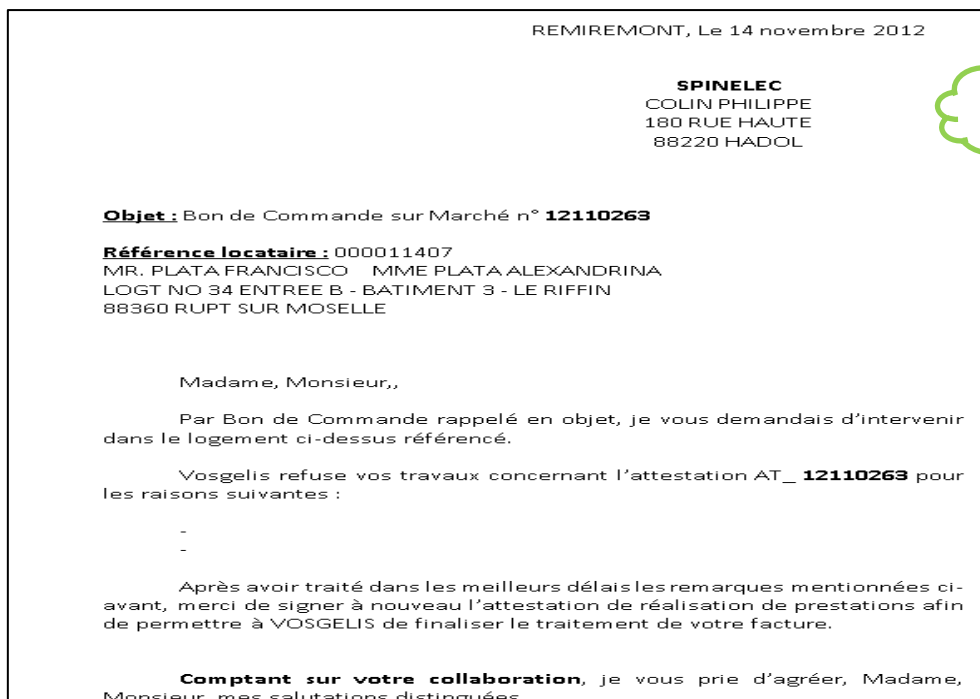 REMIREMONT, Le 14 novembre 2012
SPINELEC
COLIN PHILIPPE
180 RUE HAUTE
88220 HADOL
Objet : Bon de Commande sur Marché n° 12110263
Référence locataire : 000011407
MR. PLATA FRANCISCO MME PLATA ALEXANDRINA
LOGT NO 34 ENTREE B - BATIMENT 3 - LE RIFFIN
88360 RUPT SUR MOSELLE
Madame, Monsieur,,
Par Bon de Commande rappelé en objet, je vous demandais d’intervenir
dans le logement ci-dessus référencé.
Vosgelis refuse vos travaux concernant l’attestation AT_ 12110263 pour
les raisons suivantes :
-
-
Après avoir traité dans les meilleurs délais les remarques mentionnées ci-
avant, merci de signer à nouveau l’attestation de réalisation de prestations afin
de permettre à VOSGELIS de finaliser le traitement de votre facture.
Comptant sur votre collaboration, je vous prie d’agréer, Madame,
Monsieur, mes salutations distinguées.